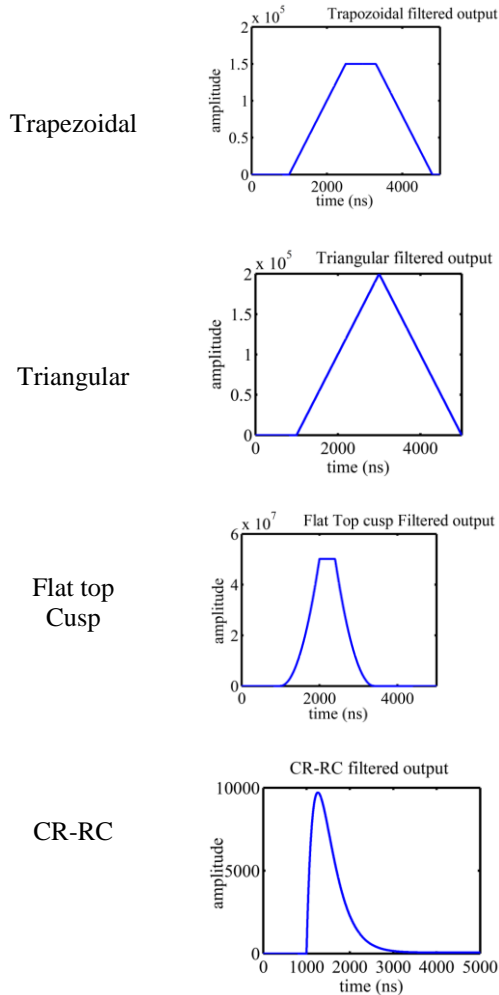 Trapezoidal
2 x 10^5 Trapozoidal filtered output
amplitude
2
1.5
1
0.5
0
0 2000 4000
time (ns)
Triangular
2 x 10^5 Triangular filtered output
amplitude
1.5
1
0.5
0
0 2000 4000
time (ns)
Flat top
Cusp
6 x 10^7 Flat Top cusp Filtered output
amplitude
4
2
0
0 2000 4000
time (ns)
CR-RC
CR-RC filtered output
amplitude
10000
5000
0
0 1000 2000 3000 4000 5000
time (ns)